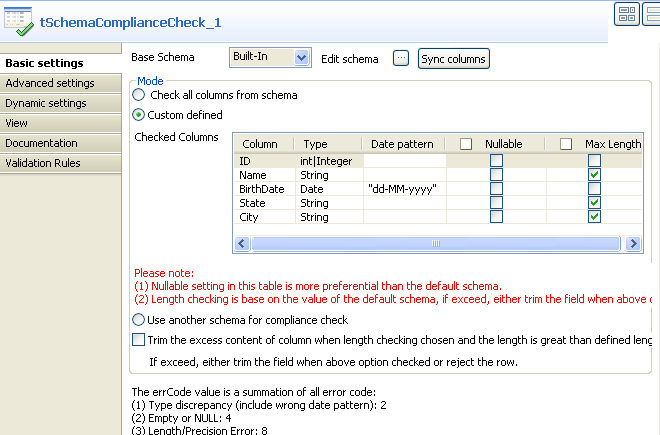 tSchemaComplianceCheck_1
Basic settings
Advanced settings
Dynamic settings
View
Documentation
Validation Rules
Base Schema Built-In Edit schema ... Sync columns
Mode
Check all columns from schema
Custom defined
Checked Columns
Column Type Date pattern Nullable Max Length
ID int|Integer
Name String
BirthDate Date "dd-MM-yyyy"
State String
City String
Please note:
(1) Nullable setting in this table is more preferential than the default schema.
(2) Length checking is base on the value of the default schema, if exceed, either trim the field when above
Use another schema for compliance check
Trim the excess content of column when length checking chosen and the length is great than defined leng
If exceed, either trim the field when above option checked or reject the row.
The errCode value is a summation of all error code:
(1) Type discrepancy (include wrong date pattern): 2
(2) Empty or NULL: 4
(3) Length/Precision Error: 8